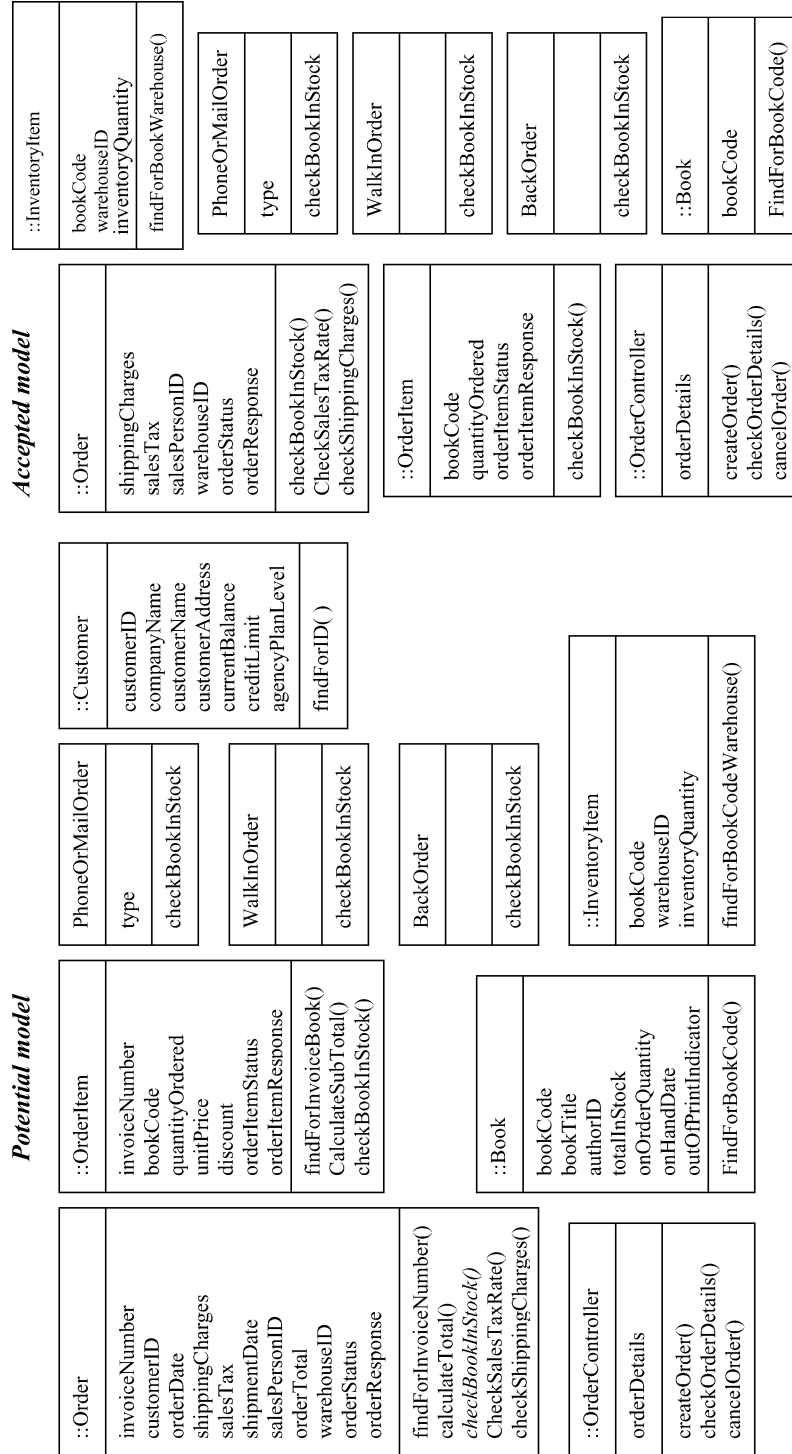 Potential model
::Order
invoiceNumber
customerID
orderDate
shippingCharges
salesTax
shipmentDate
salesPersonID
orderTotal
warehouseID
orderStatus
orderResponse
findForInvoiceNumber()
calculateTotal()
checkBookInStock()
CheckSalesTaxRate()
checkShippingCharges()
::OrderController
orderDetails
createOrder()
checkOrderDetails()
cancelOrder()
::OrderItem
invoiceNumber
bookCode
quantityOrdered
unitPrice
discount
orderItemStatus
orderItemResponse
findForInvoiceBook()
CalculateSubTotal()
checkBookInStock()
::Book
bookCode
bookTitle
authorID
totalInStock
onOrderQuantity
onHandDate
outOfPrintIndicator
FindForBookCode()
PhoneOrMailOrder
type
checkBookInStock
WalkInOrder
checkBookInStock
BackOrder
checkBookInStock
::InventoryItem
bookCode
warehouseID
inventoryQuantity
findForBookCodeWarehouse()
::Customer
customerID
companyName
customerName
customerAddress
currentBalance
creditLimit
agencyPlanLevel
findForID( )
Accepted model
::Order
shippingCharges
salesTax
salesPersonID
warehouseID
orderStatus
orderResponse
checkBookInStock()
CheckSalesTaxRate()
checkShippingCharges()
::OrderItem
bookCode
quantityOrdered
orderItemStatus
orderItemResponse
checkBookInStock()
::OrderController
orderDetails
createOrder()
checkOrderDetails()
cancelOrder()
::InventoryItem
bookCode
warehouseID
inventoryQuantity
findForBookWarehouse()
PhoneOrMailOrder
type
checkBookInStock
WalkInOrder
checkBookInStock
BackOrder
checkBookInStock
::Book
bookCode
FindForBookCode()